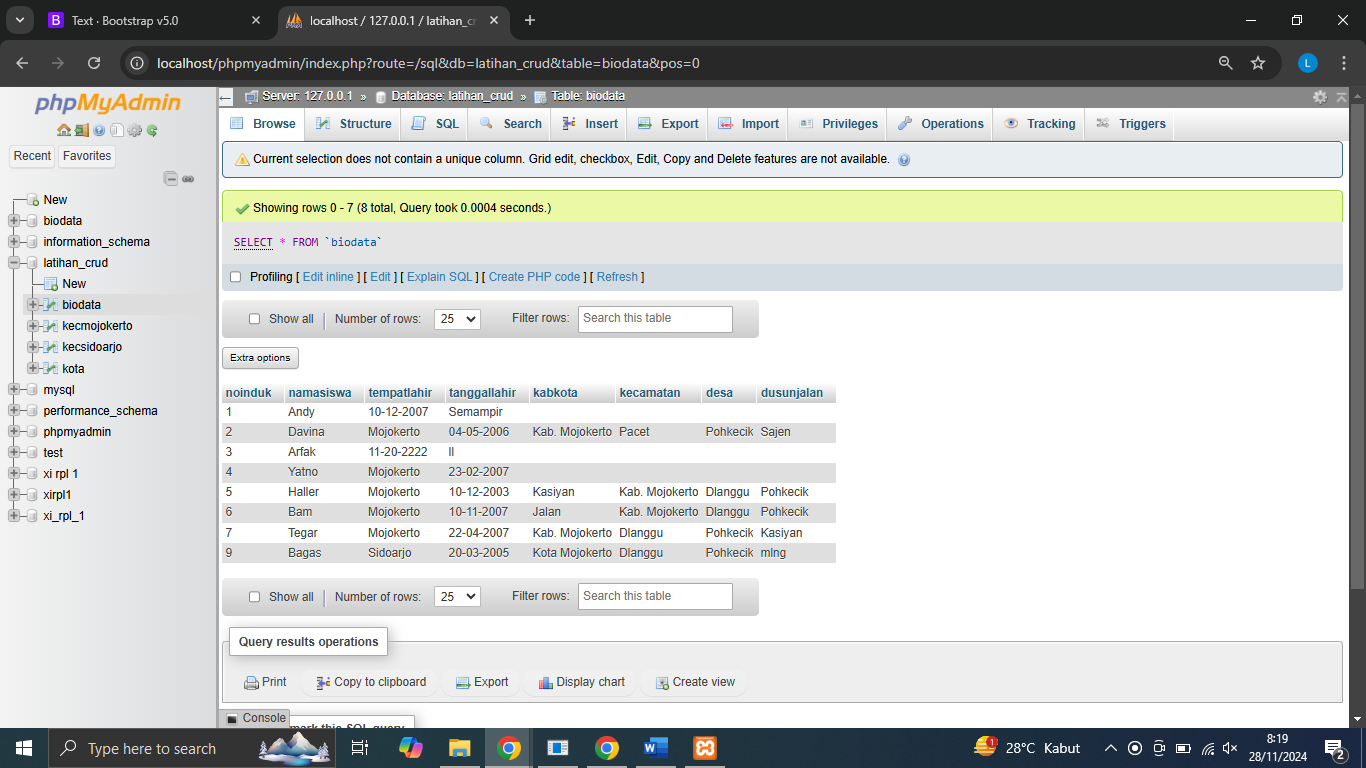 Text · Bootstrap v5.0
localhost / 127.0.0.1 / latihan_cr
localhost/phpmyadmin/index.php?route=/sql&db=latihan_crud&table=biodata&pos=0
L
phpMyAdmin
Recent Favorites
New
biodata
information_schema
latihan_crud
New
biodata
kecmojokerto
kecsidoarjo
kota
mysql
performance_schema
phpmyadmin
test
xi rpl 1
xirpl1
xi_rpl_1
Server: 127.0.0.1 » Database: latihan_crud » Table: biodata
Browse Structure SQL Search Insert Export Import Privileges Operations Tracking Triggers
Current selection does not contain a unique column. Grid edit, checkbox, Edit, Copy and Delete features are not available.
Showing rows 0 - 7 (8 total, Query took 0.0004 seconds.)
SELECT * FROM `biodata`
Profiling [ Edit inline ] [ Edit ] [ Explain SQL ] [ Create PHP code ] [ Refresh ]
Show all | Number of rows: 25 Filter rows: Search this table
Extra options
noinduk namasiswa tempatlahir tanggallahir kabkota kecamatan desa dusunjalan
1 Andy 10-12-2007 Semampir
2 Davina Mojokerto 04-05-2006 Kab. Mojokerto Pacet Pohkecik Sajen
3 Arfak 11-20-2222 ll
4 Yatno Mojokerto 23-02-2007
5 Haller Mojokerto 10-12-2003 Kasiyan Kab. Mojokerto Dlanggu Pohkecik
6 Bam Mojokerto 10-11-2007 Jalan Kab. Mojokerto Dlanggu Pohkecik
7 Tegar Mojokerto 22-04-2007 Kab. Mojokerto Dlanggu Pohkecik Kasiyan
9 Bagas Sidoarjo 20-03-2005 Kota Mojokerto Dlanggu Pohkecik mlng
Show all | Number of rows: 25 Filter rows: Search this table
Query results operations
Print Copy to clipboard Export Display chart Create view
Console
mark this SQL query
Type here to search
1 28°C Kabut
8:19
28/11/2024
2